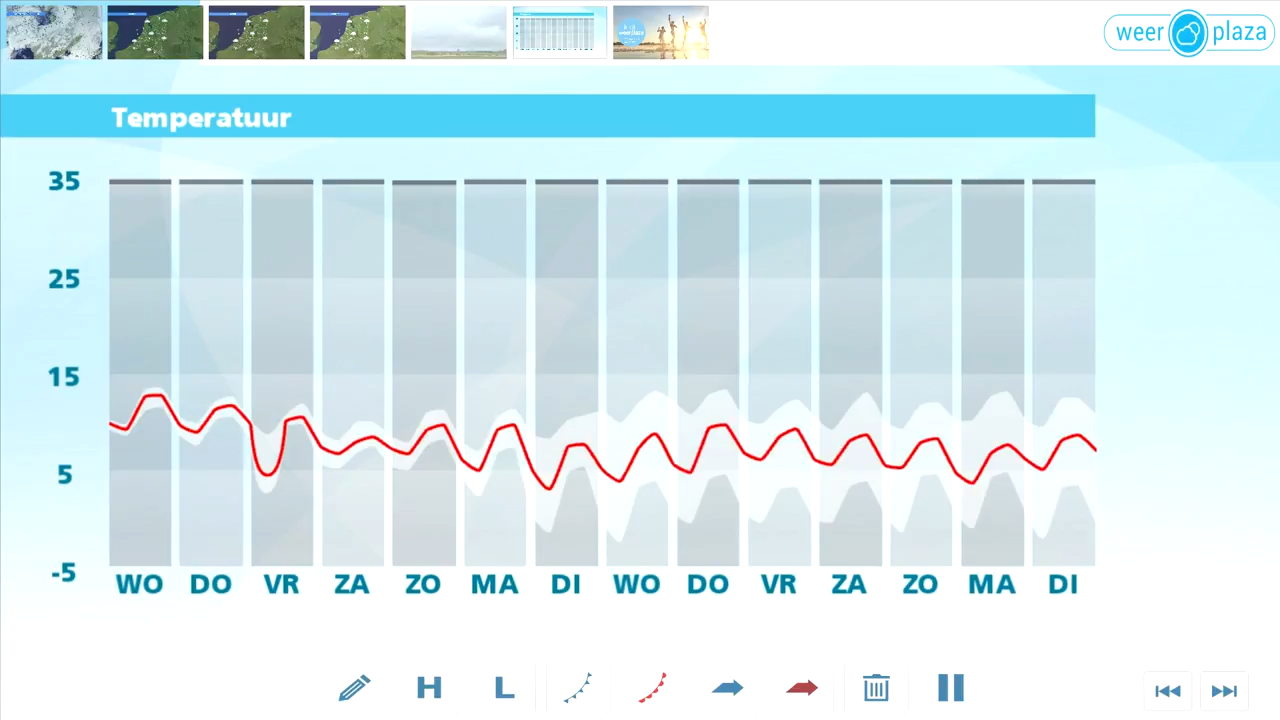 weer plaza
Temperatuur
35
25
15
5
-5
WO DO VR ZA ZO MA DI WO DO VR ZA ZO MA DI
H L